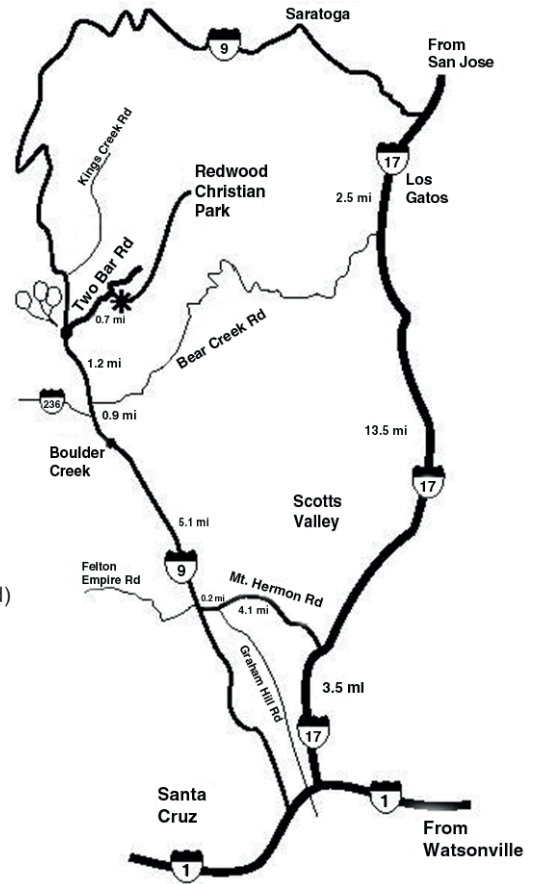 Saratoga
9
From
San Jose
Kings Creek Rd
17
Los
Gatos
2.5 mi
Redwood
Christian
Park
Two Bar Rd
0.7 mi
Bear Creek Rd
1.2 mi
236
0.9 mi
13.5 mi
Boulder
Creek
17
Scotts
Valley
5.1 mi
9
Felton
Empire Rd
Mt. Hermon Rd
0.2 mi
4.1 mi
d)
Graham Hill Rd
3.5 mI
17
Santa
Cruz
1
From
Watsonville
1